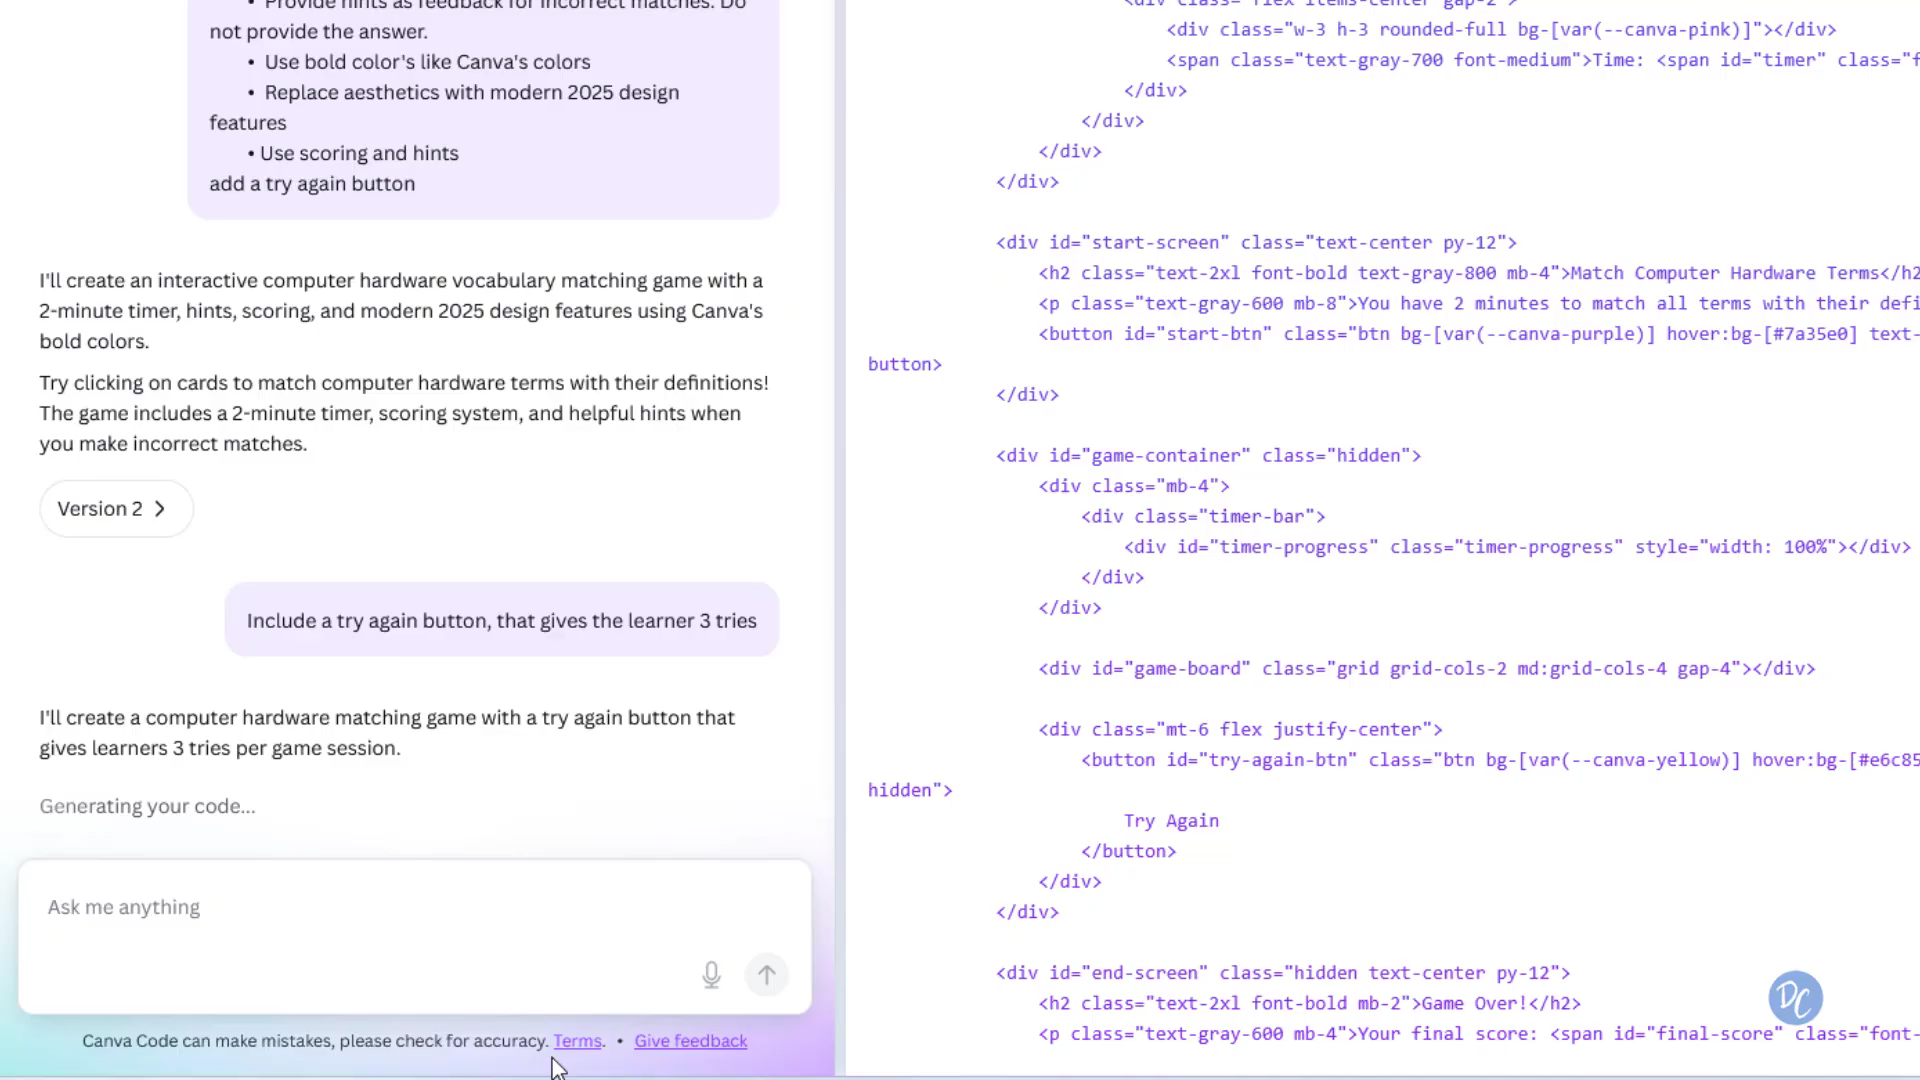 • Provide hints as feedback for incorrect matches. Do
not provide the answer.
• Use bold color's like Canva's colors
• Replace aesthetics with modern 2025 design
features
• Use scoring and hints
add a try again button
I'll create an interactive computer hardware vocabulary matching game with a
2-minute timer, hints, scoring, and modern 2025 design features using Canva's
bold colors.
Try clicking on cards to match computer hardware terms with their definitions!
The game includes a 2-minute timer, scoring system, and helpful hints when
you make incorrect matches.
Version 2
Include a try again button, that gives the learner 3 tries
I'll create a computer hardware matching game with a try again button that
gives learners 3 tries per game session.
Generating your code...
Ask me anything
Canva Code can make mistakes, please check for accuracy. Terms. • Give feedback
<div class="flex items-center gap-2">
<div class="w-3 h-3 rounded-full bg-[var(--canva-pink)]"></div>
<span class="text-gray-700 font-medium">Time: <span id="timer" class="f
</div>
</div>
</div>
</div>
<div id="start-screen" class="text-center py-12">
<h2 class="text-2xl font-bold text-gray-800 mb-4">Match Computer Hardware Terms</h2
<p class="text-gray-600 mb-8">You have 2 minutes to match all terms with their defi
<button id="start-btn" class="btn bg-[var(--canva-purple)] hover:bg-[#7a35e0] text-
button>
</div>
<div id="game-container" class="hidden">
<div class="mb-4">
<div class="timer-bar">
<div id="timer-progress" class="timer-progress" style="width: 100%"></div>
</div>
</div>
<div id="game-board" class="grid grid-cols-2 md:grid-cols-4 gap-4"></div>
<div class="mt-6 flex justify-center">
<button id="try-again-btn" class="btn bg-[var(--canva-yellow)] hover:bg-[#e6c85
hidden">
Try Again
</button>
</div>
</div>
<div id="end-screen" class="hidden text-center py-12">
<h2 class="text-2xl font-bold mb-2">Game Over!</h2>
<p class="text-gray-600 mb-4">Your final score: <span id="final-score" class="font-
DC